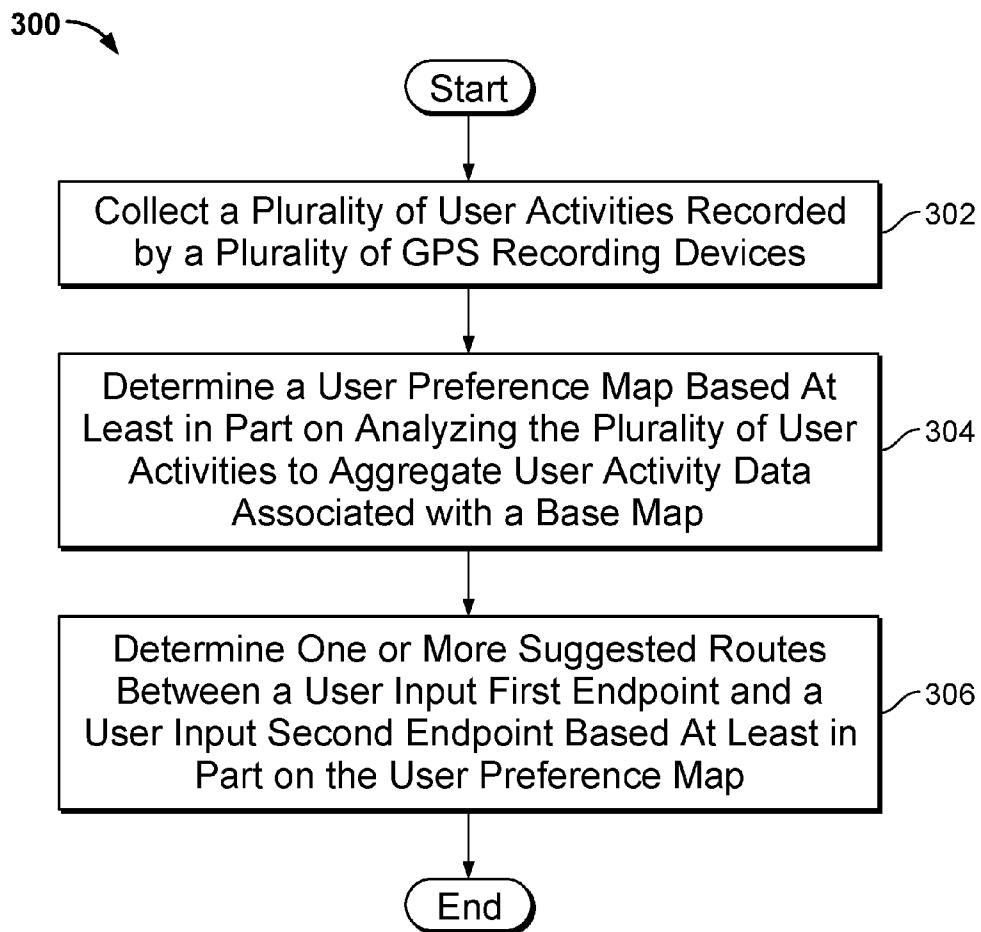 300
Start
Collect a Plurality of User Activities Recorded
by a Plurality of GPS Recording Devices
302
Determine a User Preference Map Based At
Least in Part on Analyzing the Plurality of User
Activities to Aggregate User Activity Data
Associated with a Base Map
304
Determine One or More Suggested Routes
Between a User Input First Endpoint and a
User Input Second Endpoint Based At Least in
Part on the User Preference Map
306
End